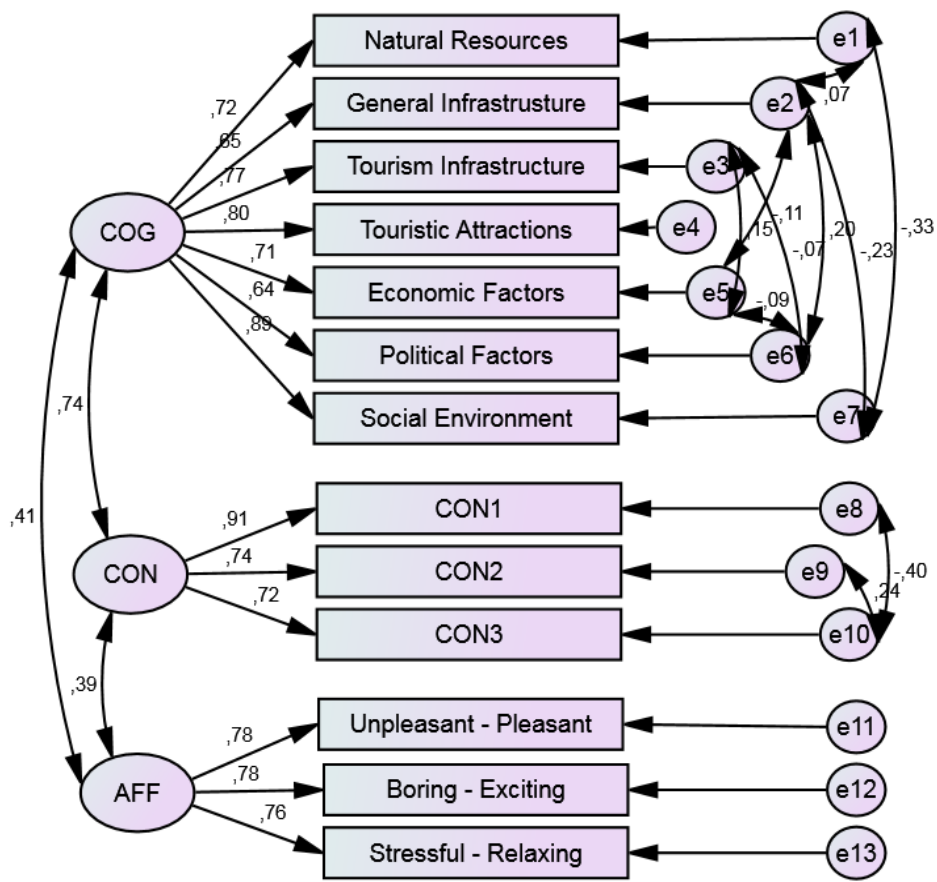 Natural Resources
e1
,72
,07
General Infrastrusture
e2
,65
Tourism Infrastructure
e3
,77
Touristic Attractions
e4
,80
,15
-,11
-,07
,20
-,23
-,33
COG
,71
Economic Factors
e5
-,09
,64
Political Factors
e6
,89
Social Environment
e7
,74
,41
CON1
e8
,91
CON
,74
CON2
e9
-,40
,24
,72
CON3
e10
,39
Unpleasant - Pleasant
e11
,78
AFF
,78
Boring - Exciting
e12
,76
Stressful - Relaxing
e13